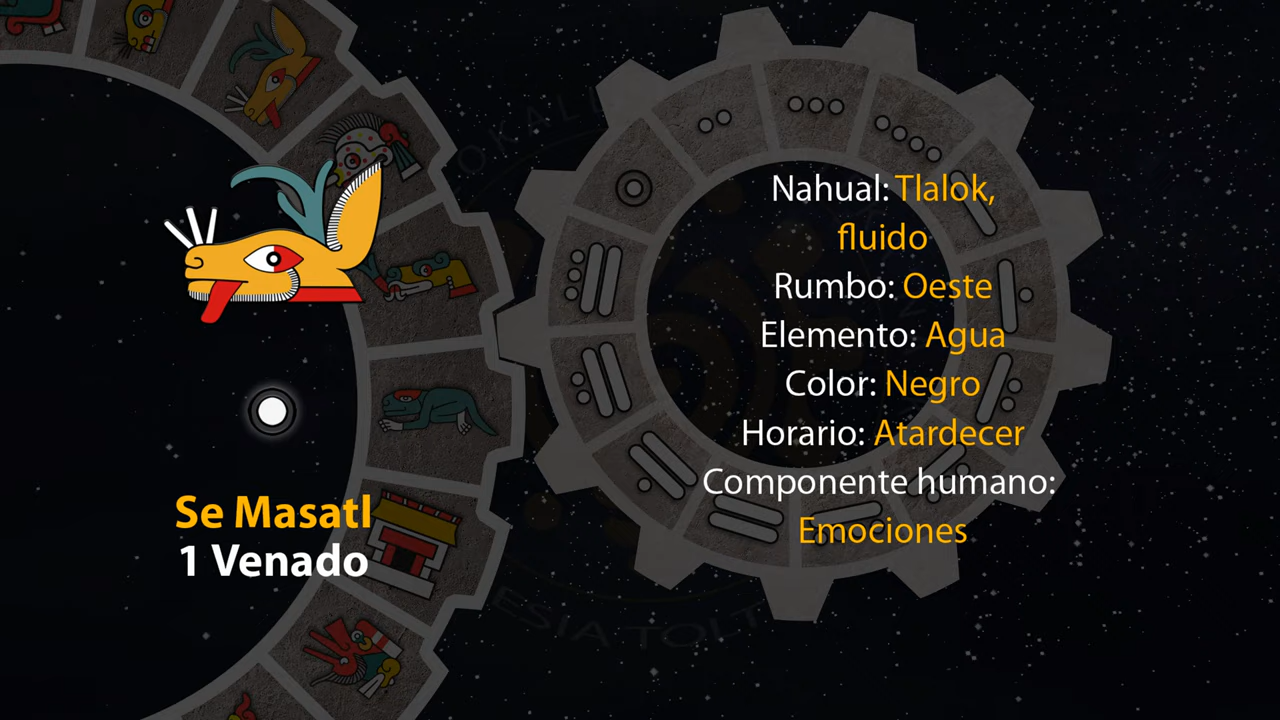 Se Masatl
1 Venado
Nahual: Tlalok,
fluido
Rumbo: Oeste
Elemento: Agua
Color: Negro
Horario: Atardecer
Componente humano:
Emociones